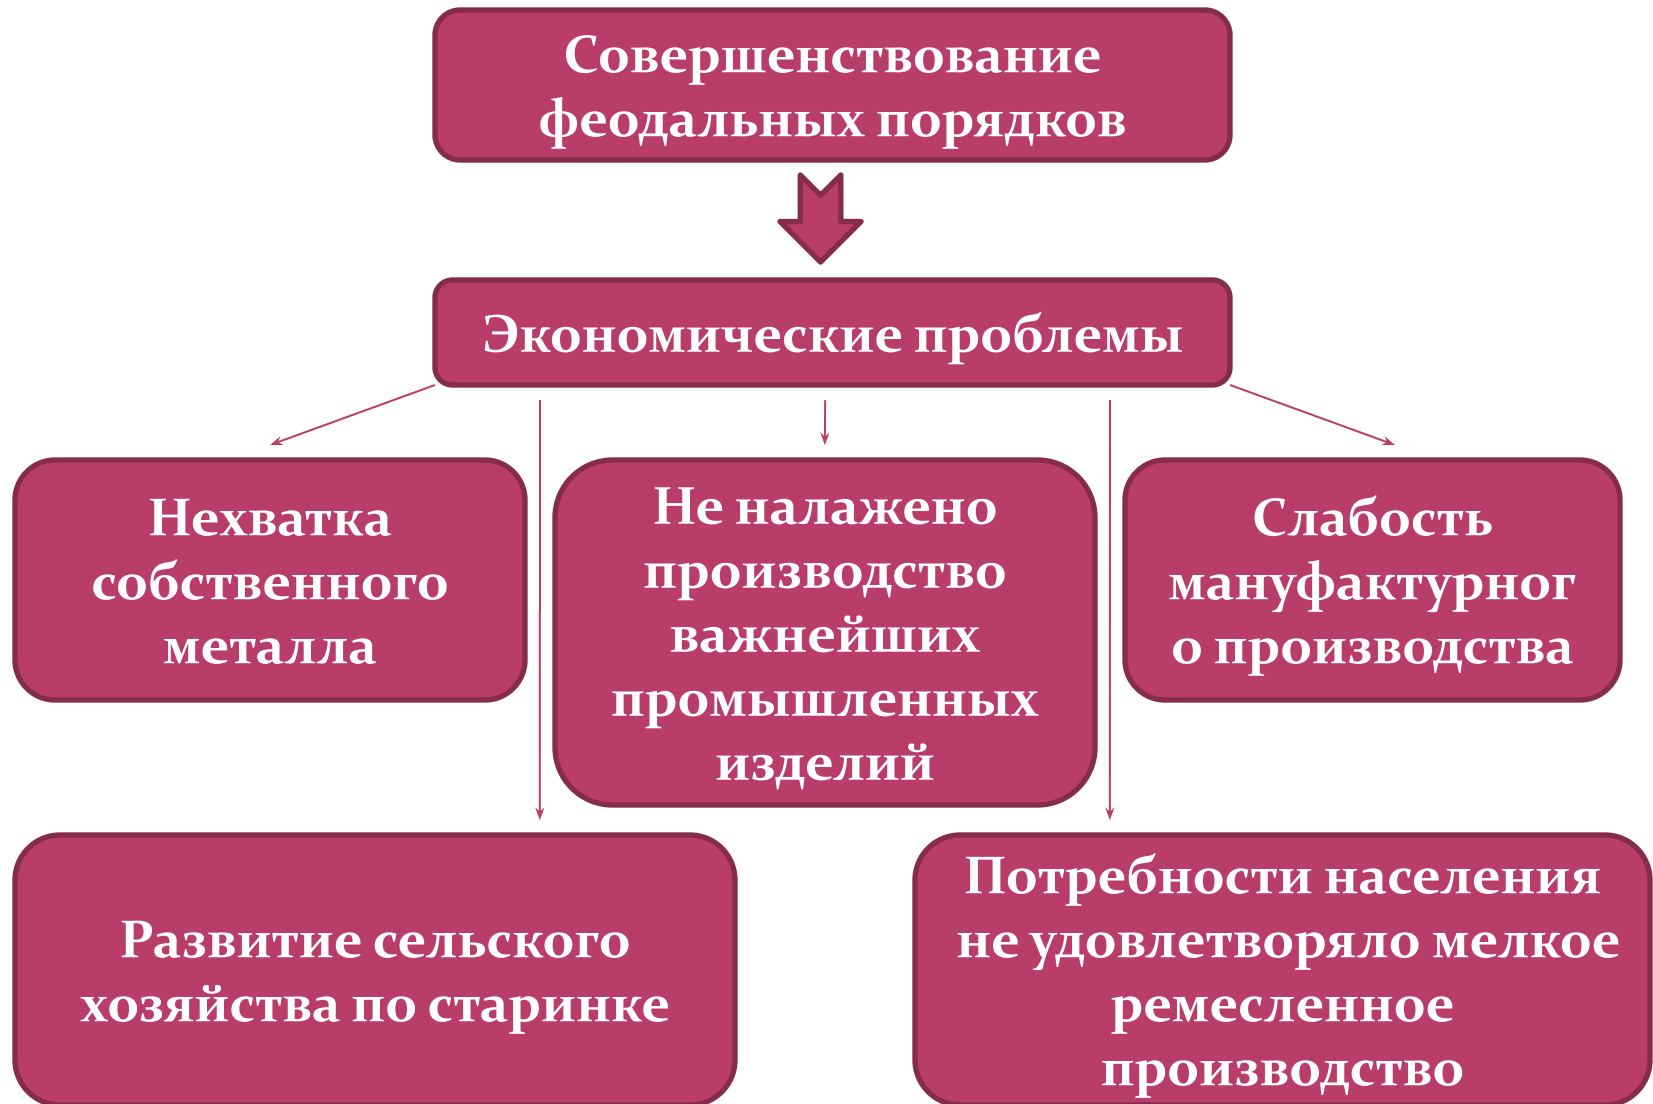 Совершенствование
феодальных порядков
Экономические проблемы
Нехватка
собственного
металла
Не налажено
производство
важнейших
промышленных
изделий
Слабость
мануфактурног
о производства
Развитие сельского
хозяйства по старинке
Потребности населения
не удовлетворяло мелкое
ремесленное
производство